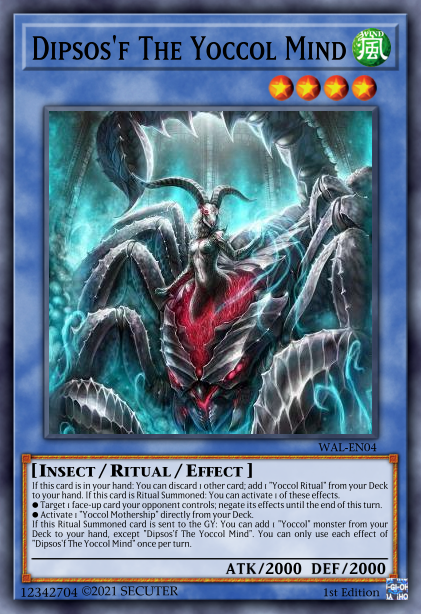 Dipsos'f The Yoccol Mind
WIND
風
WAL-EN04
[ Insect / Ritual / Effect ]
If this card is in your hand: You can discard 1 other card; add 1 "Yoccol Ritual" from your Deck
to your hand. If this card is Ritual Summoned: You can activate 1 of these effects.
● Target 1 face-up card your opponent controls; negate its effects until the end of this turn.
● Activate 1 "Yoccol Mothership" directly from your Deck.
If this Ritual Summoned card is sent to the GY: You can add 1 "Yoccol" monster from your
Deck to your hand, except "Dipsos'f The Yoccol Mind". You can only use each effect of
"Dipsos'f The Yoccol Mind" once per turn.
ATK/2000 DEF/2000
12342704 ©2021 SECUTER
1st Edition